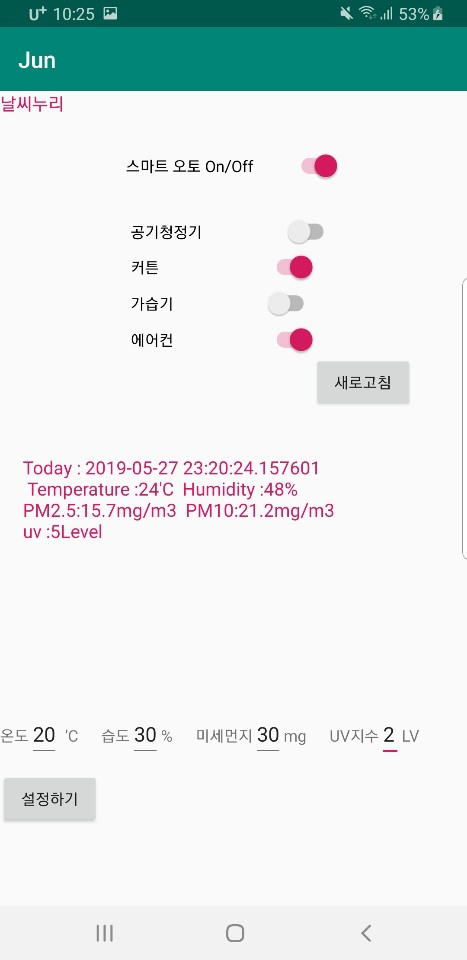 U+ 10:25 53%
Jun
날씨누리
스마트 오토 On/Off
공기청정기
커튼
가습기
에어컨
새로고침
Today : 2019-05-27 23:20:24.157601
Temperature :24'C  Humidity :48%
PM2.5:15.7mg/m3  PM10:21.2mg/m3
uv :5Level
온도 20 'C 습도 30 % 미세먼지 30 mg UV지수 2 LV
설정하기